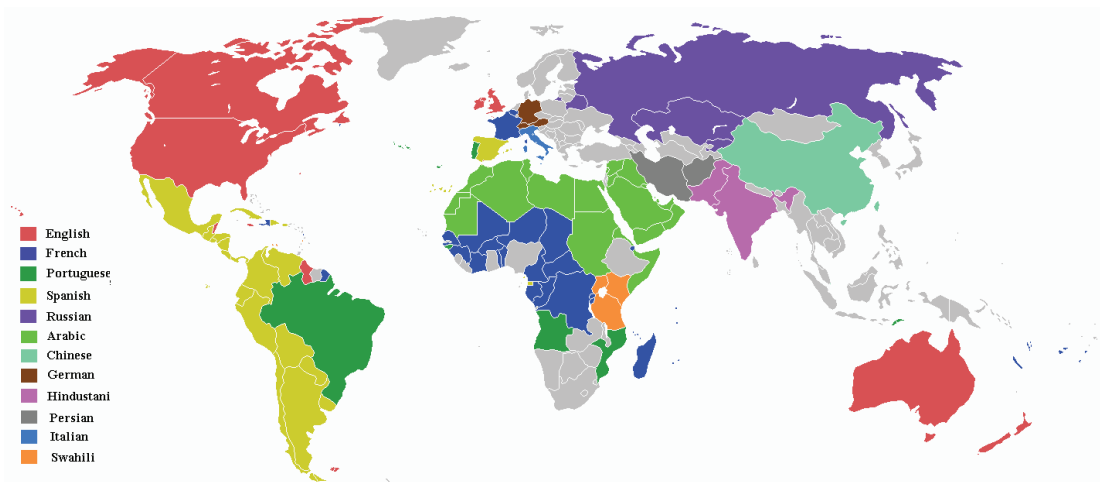 English
French
Portuguese
Spanish
Russian
Arabic
Chinese
German
Hindustani
Persian
Italian
Swahili